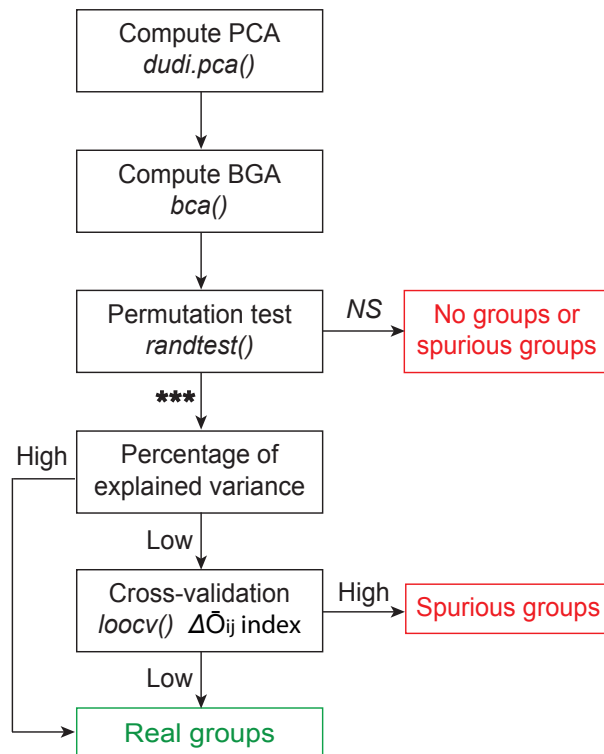 Compute PCA
dudi.pca()
Compute BGA
bca()
Permutation test
randtest()
NS
No groups or
spurious groups
***
High
Percentage of
explained variance
Low
Cross-validation
loocv() ΔŌij index
High
Spurious groups
Low
Real groups